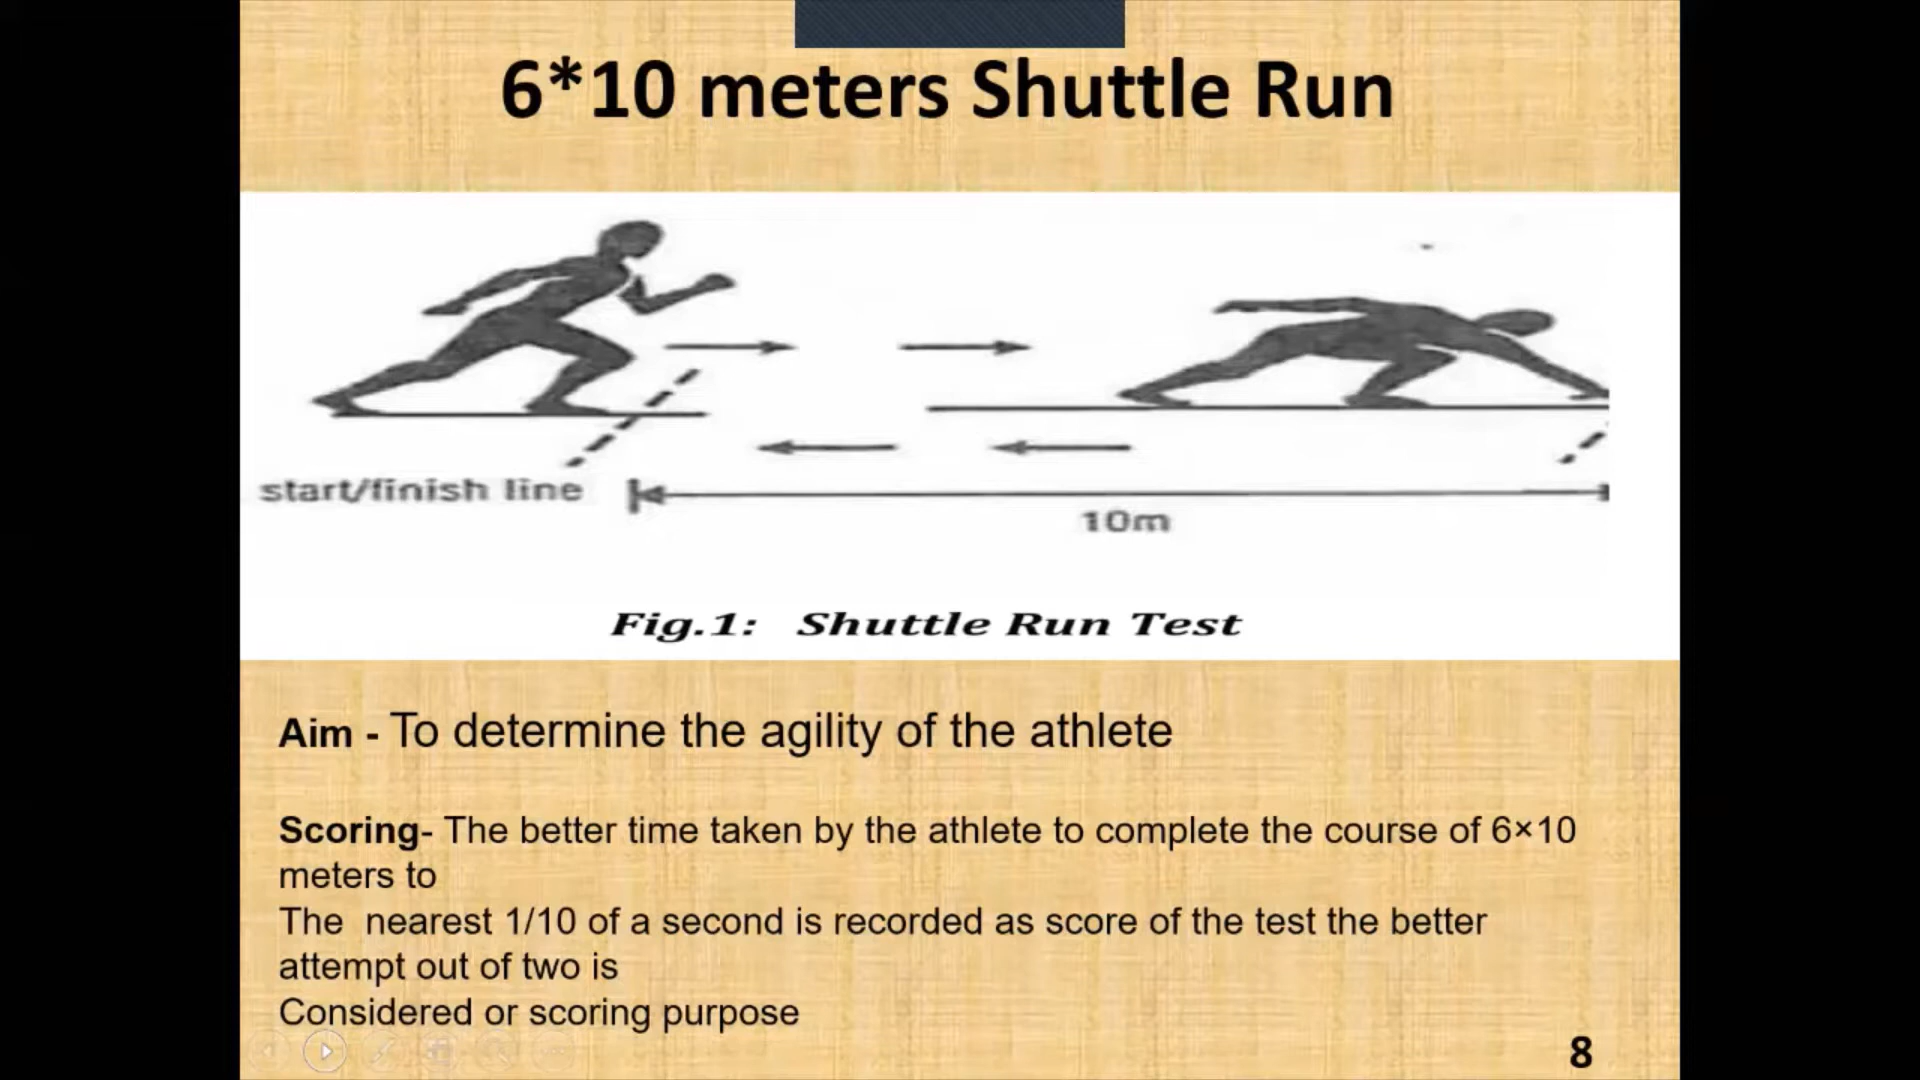 6*10 meters Shuttle Run
start/finish line
10m
Fig.1: Shuttle Run Test
Aim - To determine the agility of the athlete
Scoring- The better time taken by the athlete to complete the course of 6×10
meters to
The nearest 1/10 of a second is recorded as score of the test the better
attempt out of two is
Considered or scoring purpose
8